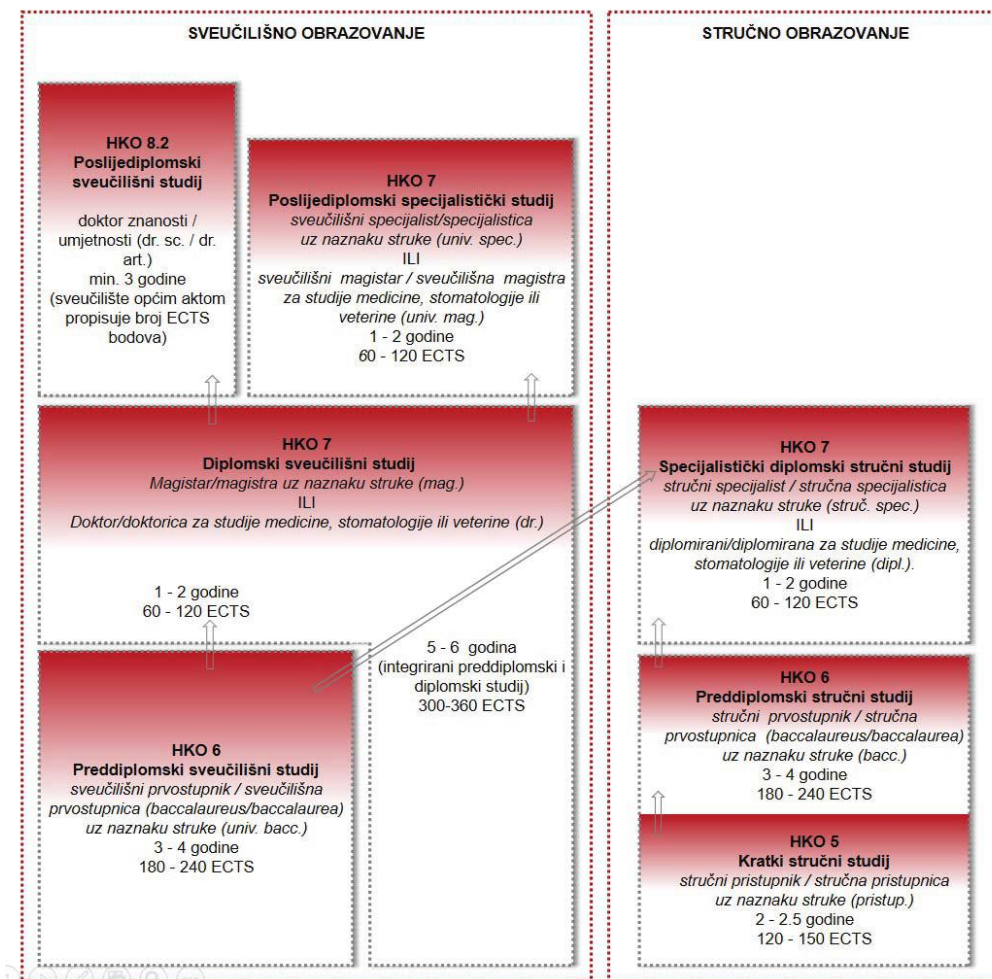 SVEUČILIŠNO OBRAZOVANJE
HKO 8.2
Poslijediplomski
sveučilišni studij
doktor znanosti /
umjetnosti (dr. sc. / dr.
art.)
min. 3 godine
(sveučilište općim aktom
propisuje broj ECTS
bodova)
HKO 7
Poslijediplomski specijalistički studij
sveučilišni specijalist/specijalistica
uz naznaku struke (univ. spec.)
ILI
sveučilišni magistar / sveučilišna magistra
za studije medicine, stomatologije ili
veterine (univ. mag.)
1 - 2 godine
60 - 120 ECTS
HKO 7
Diplomski sveučilišni studij
Magistar/magistra uz naznaku struke (mag.)
ILI
Doktor/doktorica za studije medicine, stomatologije ili veterine (dr.)
1 - 2 godine
60 - 120 ECTS
5 - 6 godina
(integrirani preddiplomski i
diplomski studij)
300-360 ECTS
HKO 6
Preddiplomski sveučilišni studij
sveučilišni prvostupnik / sveučilišna
prvostupnica (baccalaureus/baccalaurea)
uz naznaku struke (univ. bacc.)
3 - 4 godine
180 - 240 ECTS
STRUČNO OBRAZOVANJE
HKO 7
Specijalistički diplomski stručni studij
stručni specijalist / stručna specijalistica
uz naznaku struke (struč. spec.)
ILI
diplomirani/diplomirana za studije medicine,
stomatologije ili veterine (dipl.).
1 - 2 godine
60 - 120 ECTS
HKO 6
Preddiplomski stručni studij
stručni prvostupnik / stručna
prvostupnica (baccalaureus/baccalaurea)
uz naznaku struke (bacc.)
3 - 4 godine
180 - 240 ECTS
HKO 5
Kratki stručni studij
stručni pristupnik / stručna pristupnica
uz naznaku struke (pristup.)
2 - 2.5 godine
120 - 150 ECTS